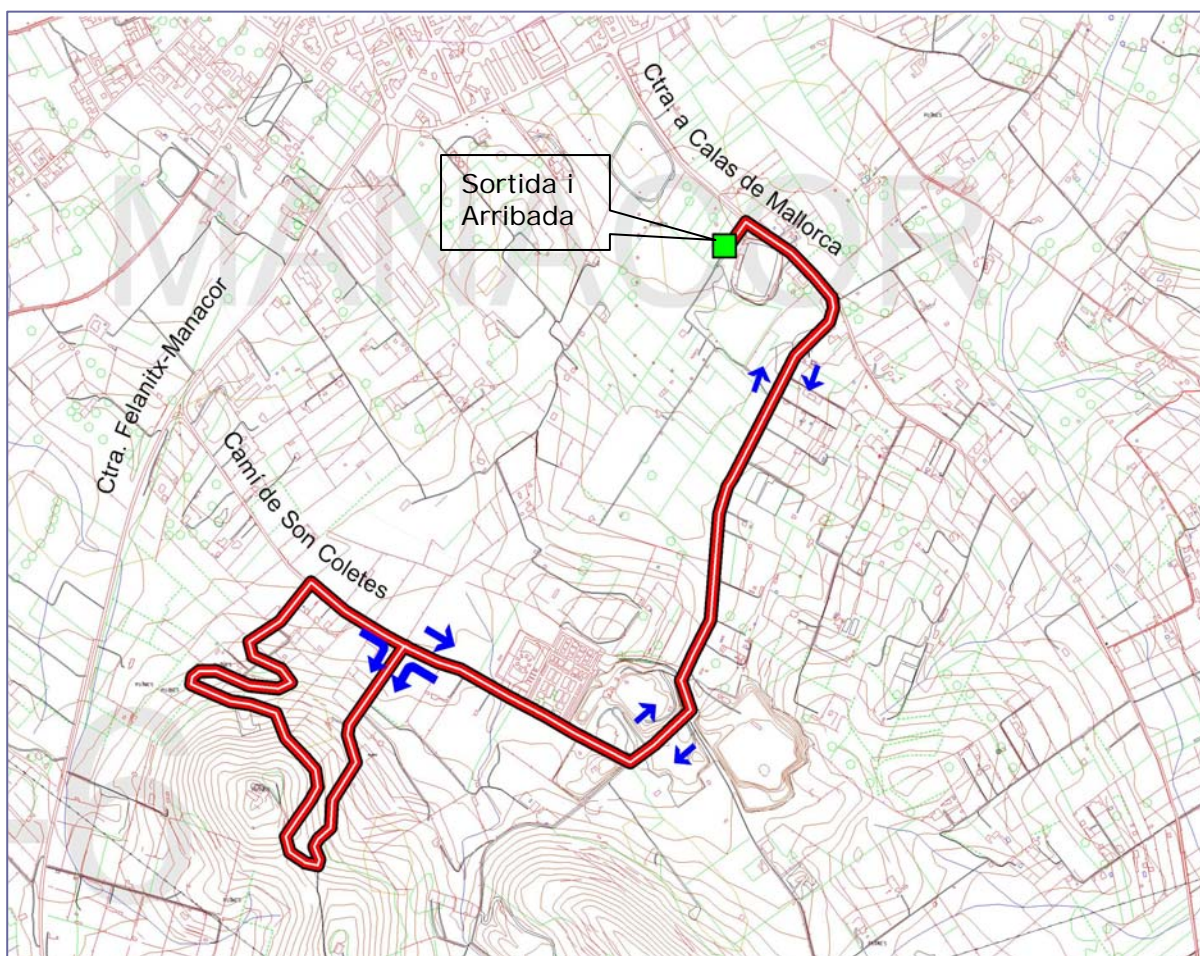 Ctra. a Calas de Mallorca
Sortida i
Arribada
MANACOR
Ctra. Felanitx-Manacor
Camí de Son Coletes